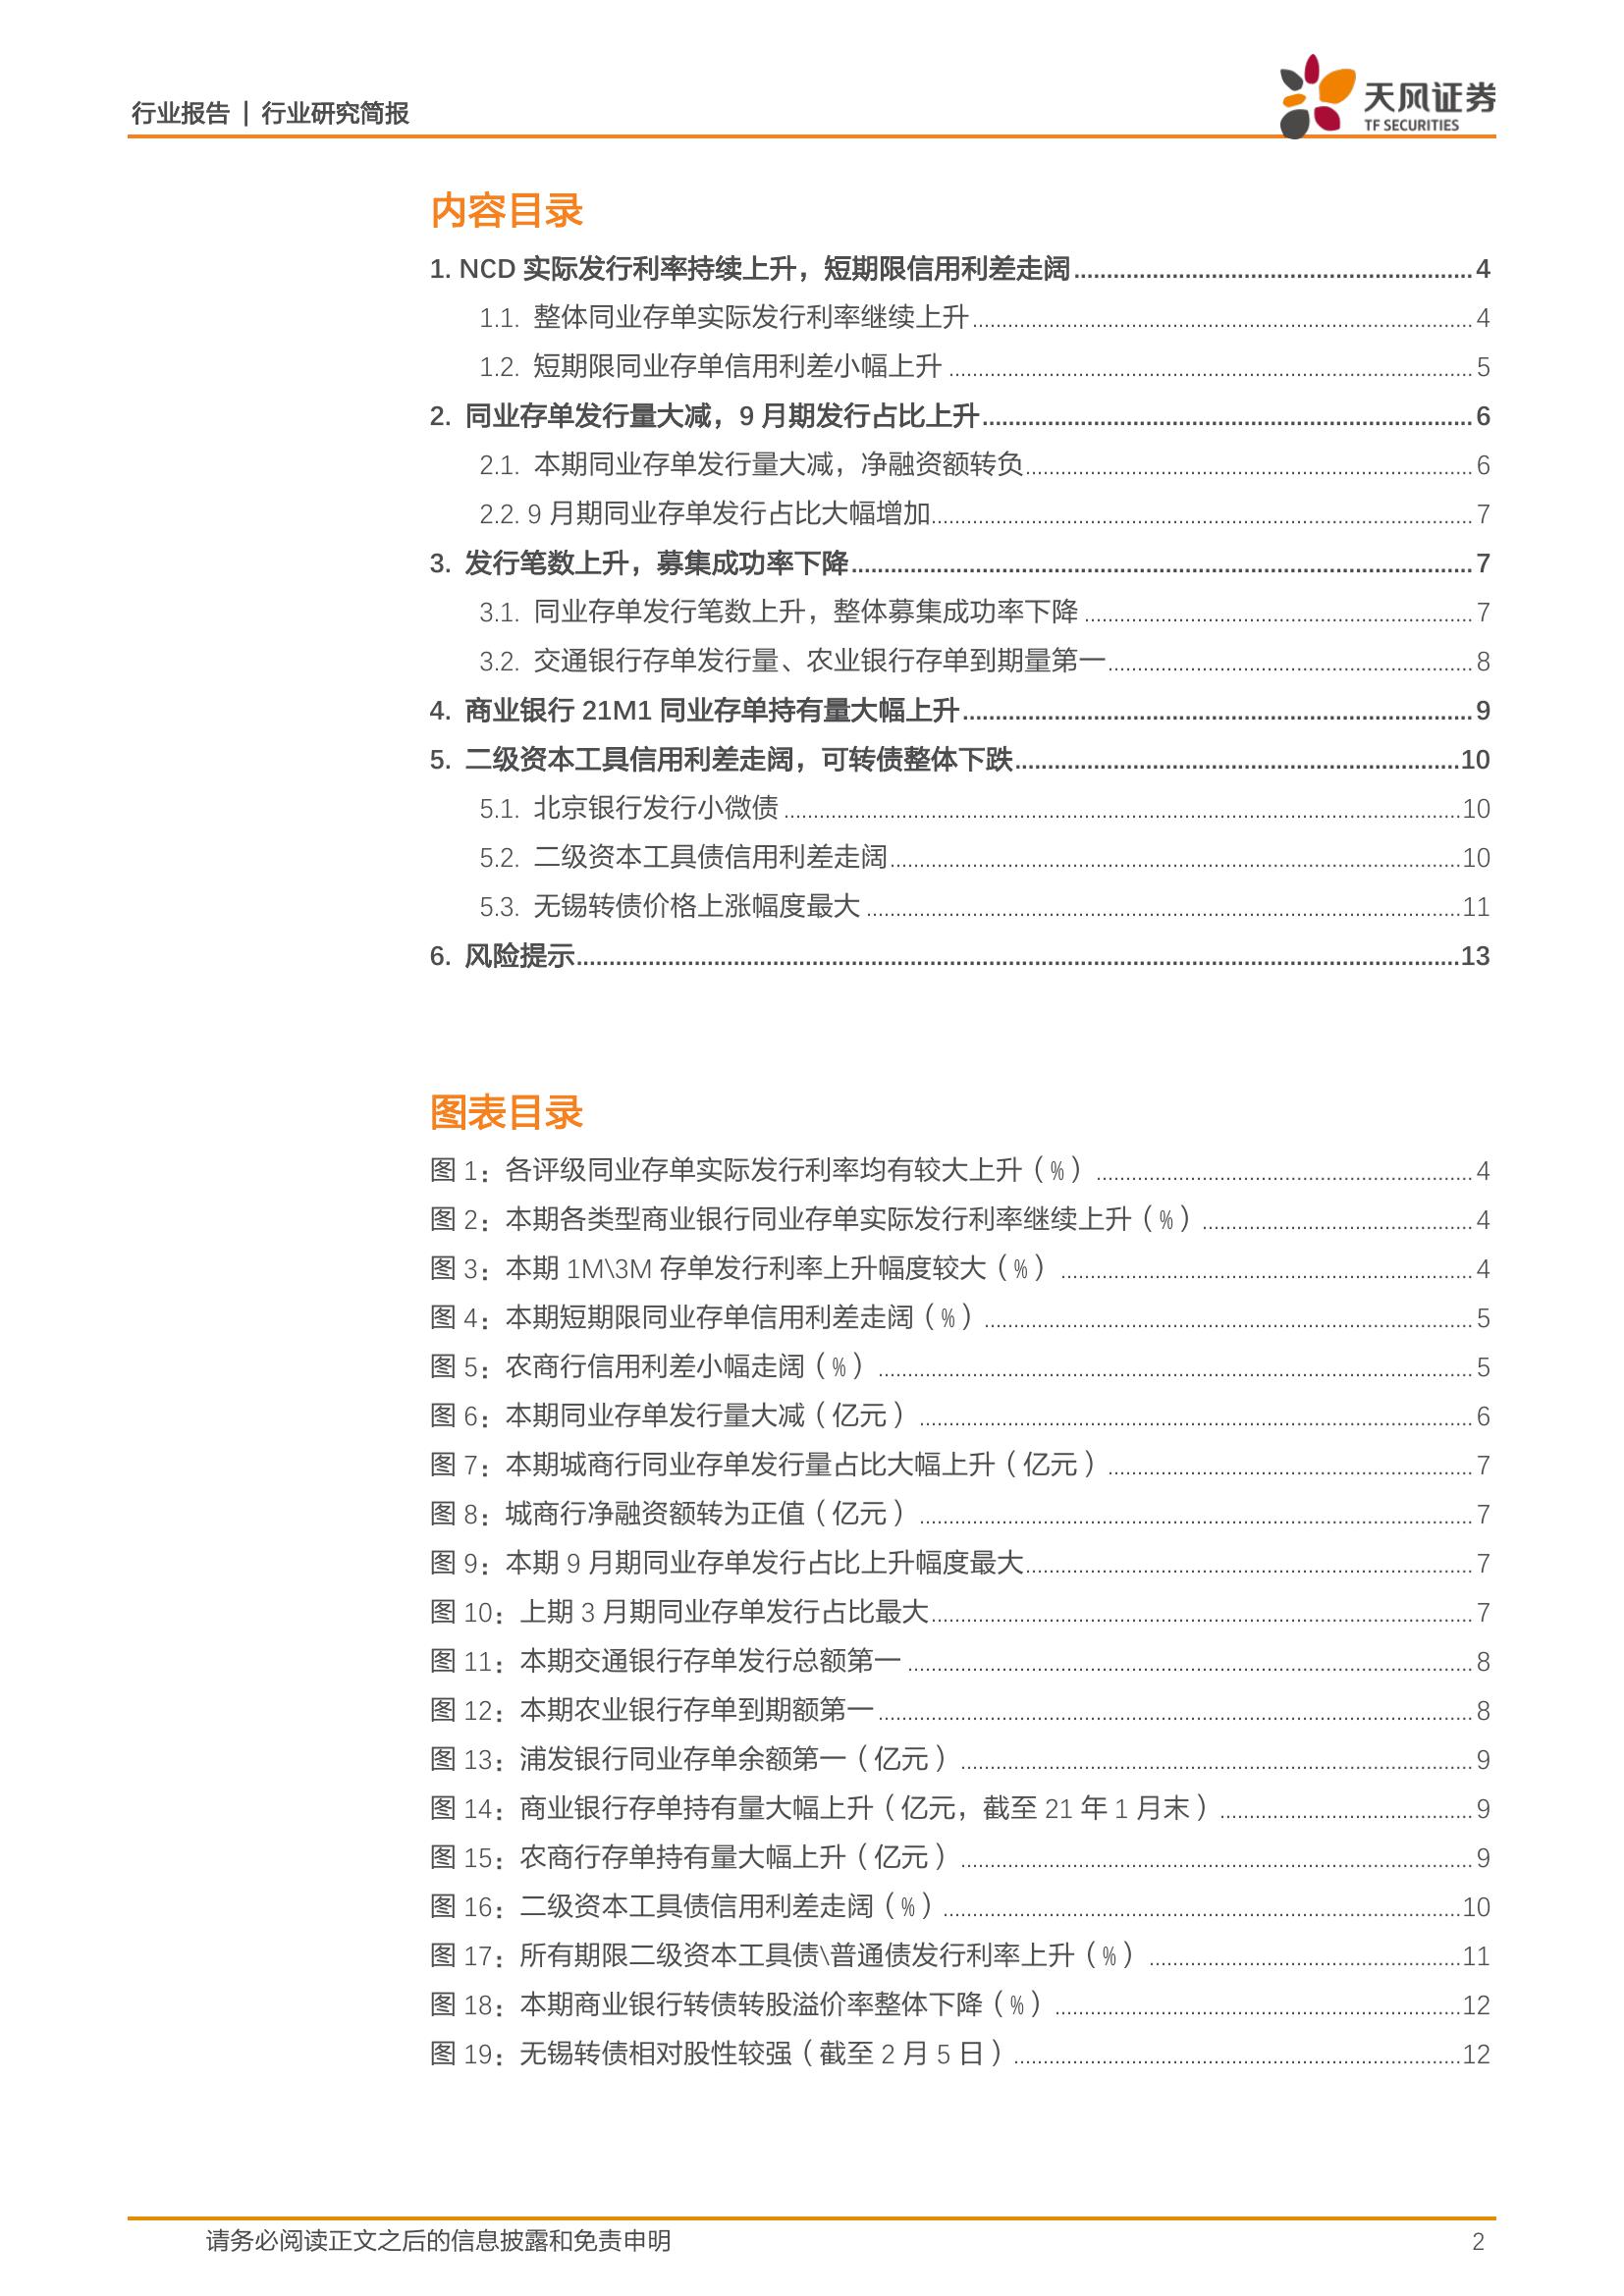 行业报告 | 行业研究简报
天风证券
TF SECURITIES
内容目录
1. NCD 实际发行利率持续上升，短期限信用利差走阔 4
1.1. 整体同业存单实际发行利率继续上升 4
1.2. 短期限同业存单信用利差小幅上升 5
2. 同业存单发行量大减，9 月期发行占比上升 6
2.1. 本期同业存单发行量大减，净融资额转负 6
2.2. 9 月期同业存单发行占比大幅增加 7
3. 发行笔数上升，募集成功率下降 7
3.1. 同业存单发行笔数上升，整体募集成功率下降 7
3.2. 交通银行存单发行量、农业银行存单到期量第一 8
4. 商业银行 21M1 同业存单持有量大幅上升 9
5. 二级资本工具信用利差走阔，可转债整体下跌 10
5.1. 北京银行发行小微债 10
5.2. 二级资本工具债信用利差走阔 10
5.3. 无锡转债价格上涨幅度最大 11
6. 风险提示 13
图表目录
图 1：各评级同业存单实际发行利率均有较大上升（%） 4
图 2：本期各类型商业银行同业存单实际发行利率继续上升（%） 4
图 3：本期 1M\3M 存单发行利率上升幅度较大（%） 4
图 4：本期短期限同业存单信用利差走阔（%） 5
图 5：农商行信用利差小幅走阔（%） 5
图 6：本期同业存单发行量大减（亿元） 6
图 7：本期城商行同业存单发行量占比大幅上升（亿元） 7
图 8：城商行净融资额转为正值（亿元） 7
图 9：本期 9 月期同业存单发行占比上升幅度最大 7
图 10：上期 3 月期同业存单发行占比最大 7
图 11：本期交通银行存单发行总额第一 8
图 12：本期农业银行存单到期额第一 8
图 13：浦发银行同业存单余额第一（亿元） 9
图 14：商业银行存单持有量大幅上升（亿元，截至 21 年 1 月末） 9
图 15：农商行存单持有量大幅上升（亿元） 9
图 16：二级资本工具债信用利差走阔（%） 10
图 17：所有期限二级资本工具债\普通债发行利率上升（%） 11
图 18：本期商业银行转债转股溢价率整体下降（%） 12
图 19：无锡转债相对股性较强（截至 2 月 5 日） 12
请务必阅读正文之后的信息披露和免责申明 2